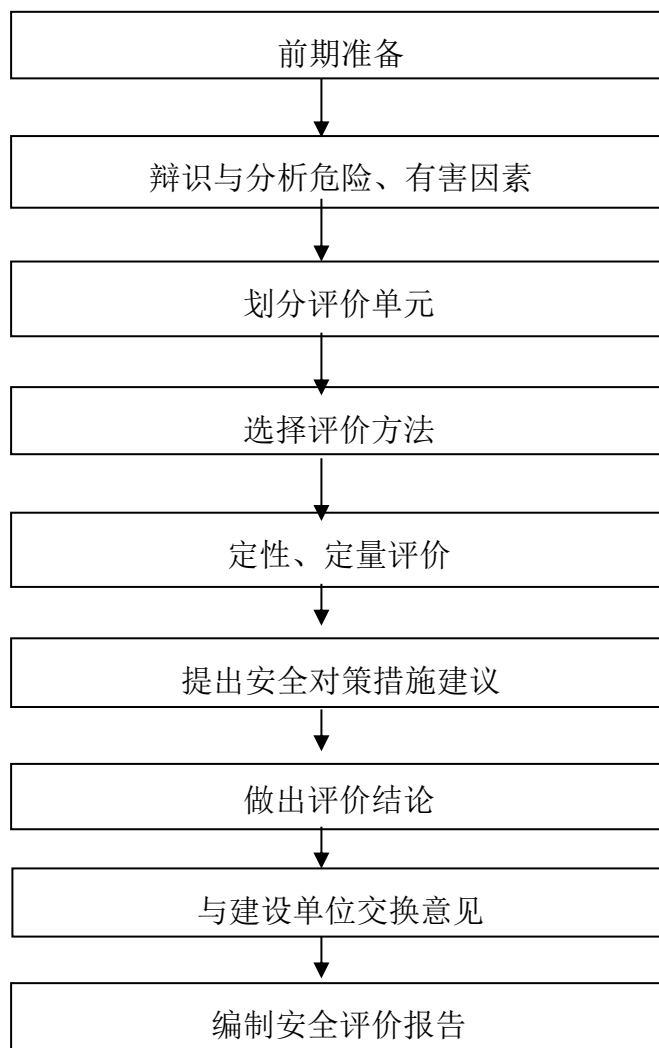 前期准备
辩识与分析危险、有害因素
划分评价单元
选择评价方法
定性、定量评价
提出安全对策措施建议
做出评价结论
与建设单位交换意见
编制安全评价报告